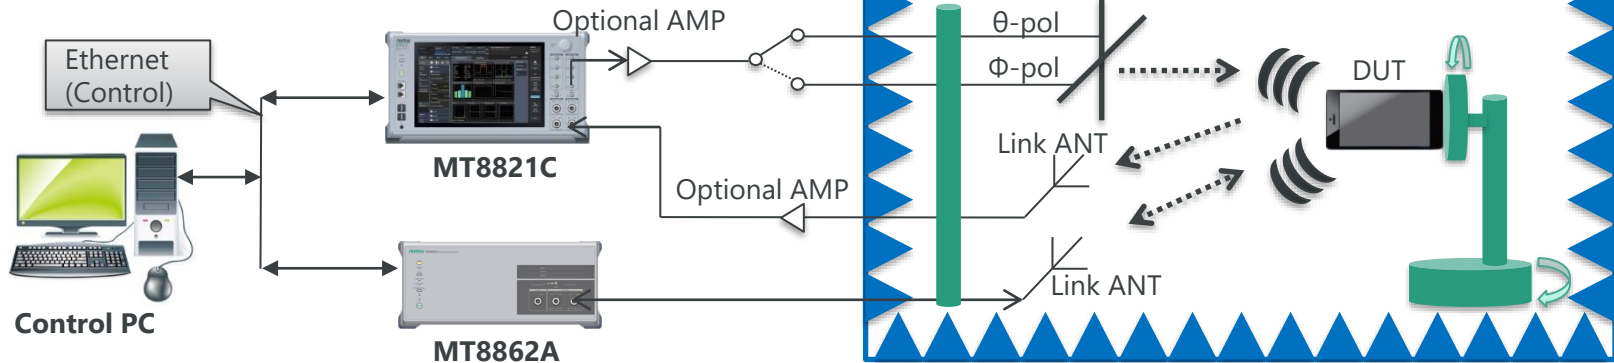 Optional AMP
Ethernet
(Control)
θ-pol
Φ-pol
DUT
MT8821C
Link ANT
Optional AMP
Link ANT
Control PC
MT8862A